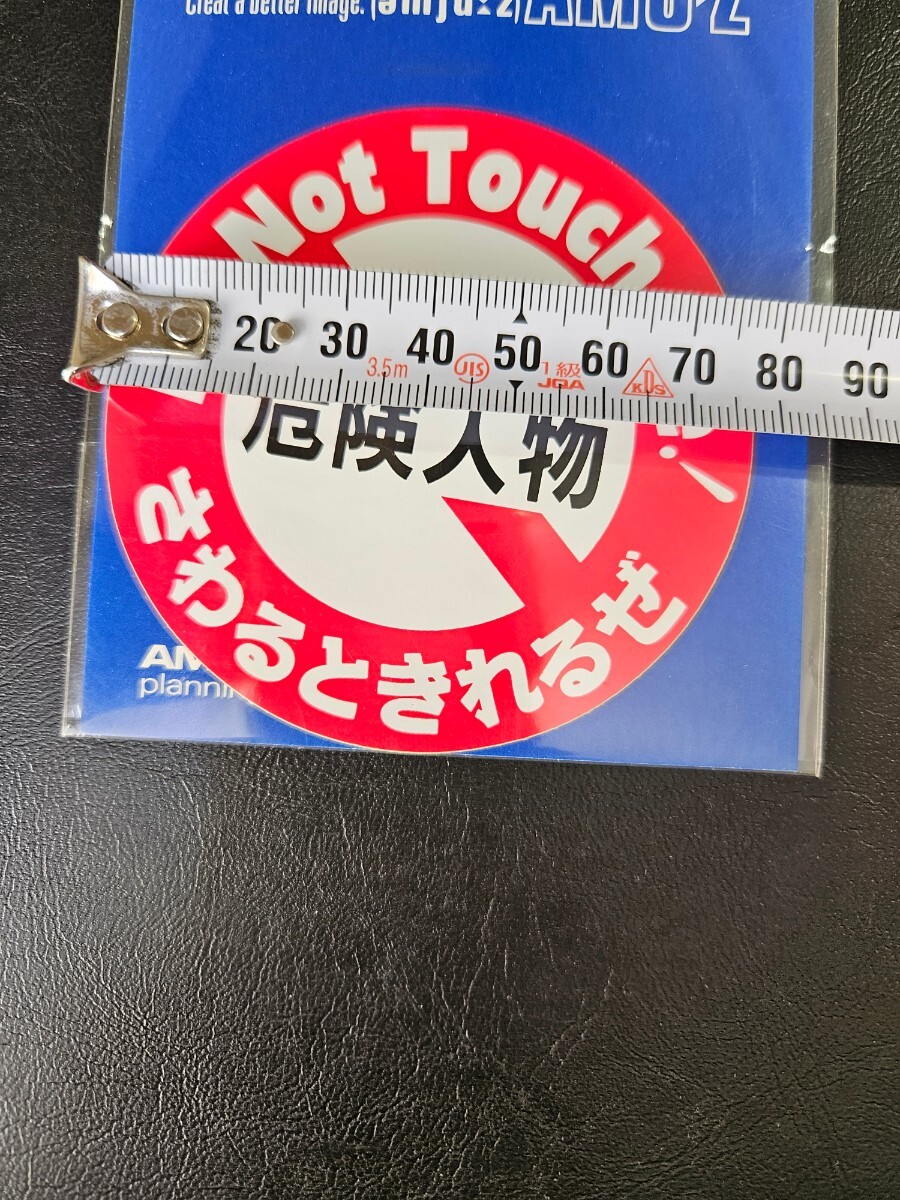 Creat a better image.
AMU'Z
Not Touch
20 30 40 50 60 70 80 90
3.5m JIS 1級 JQA KDS
危険人物
さわるときれるぜ
AM
plannin